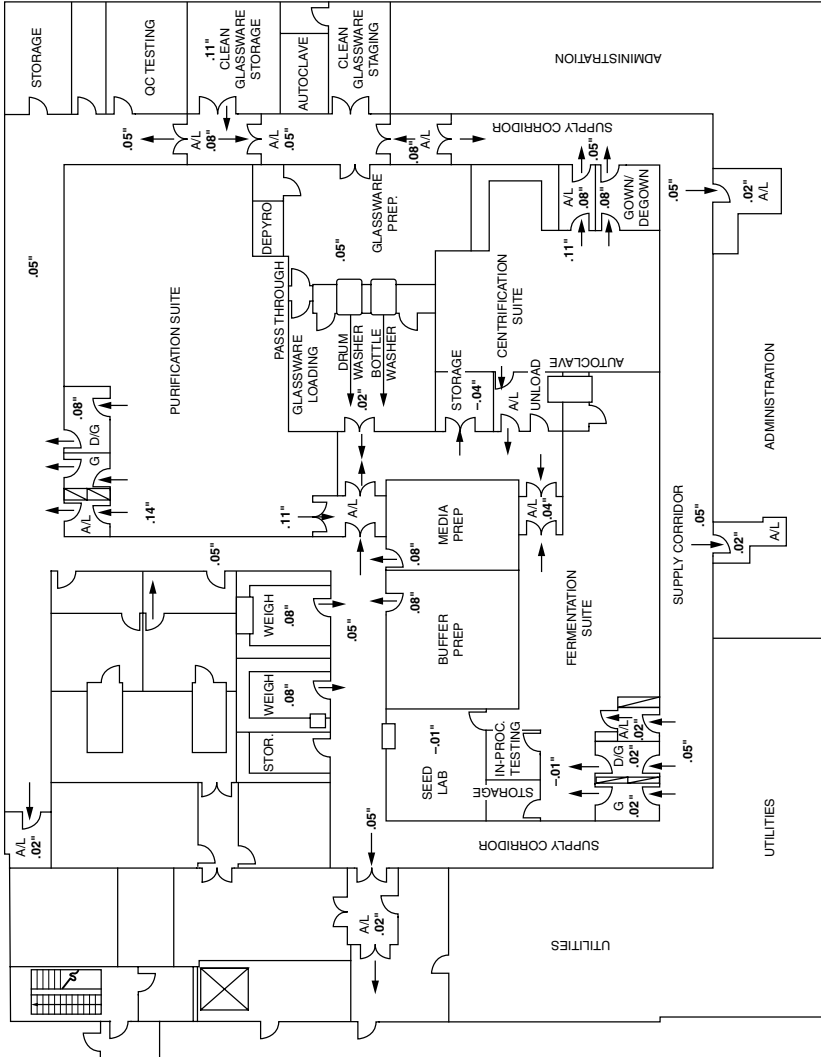 STORAGE
QC TESTING
.11"
CLEAN
GLASSWARE
STORAGE
AUTOCLAVE
CLEAN
GLASSWARE
STAGING
ADMINISTRATION
.05"
A/L
.08"
A/L
.05"
.08"
A/L
SUPPLY CORRIDOR
.05"
PURIFICATION SUITE
DEPYRO
GLASSWARE
PREP.
.05"
A/L
.08"
.08"
.05"
GOWN/
DEGOWN
.11"
.05"
.02"
A/L
PASS THROUGH
GLASSWARE
LOADING
DRUM
WASHER
BOTTLE
WASHER
.02"
CENTRIFICATION
SUITE
STORAGE
-.04"
A/L
UNLOAD
AUTOCLAVE
.08"
D/G
G
A/L
.14"
.11"
A/L
MEDIA
PREP
.08"
A/L
.04"
ADMINISTRATION
.05"
.05"
.02"
A/L
SUPPLY CORRIDOR
WEIGH
.08"
WEIGH
.08"
.05"
STOR.
.08"
BUFFER
PREP
FERMENTATION
SUITE
SEED
LAB
-.01"
IN-PROC.
TESTING
STORAGE
-.01"
A/L
.02"
D/G
.02"
G
.02"
.05"
A/L
.02"
.05"
SUPPLY CORRIDOR
A/L
.02"
UTILITIES
UTILITIES